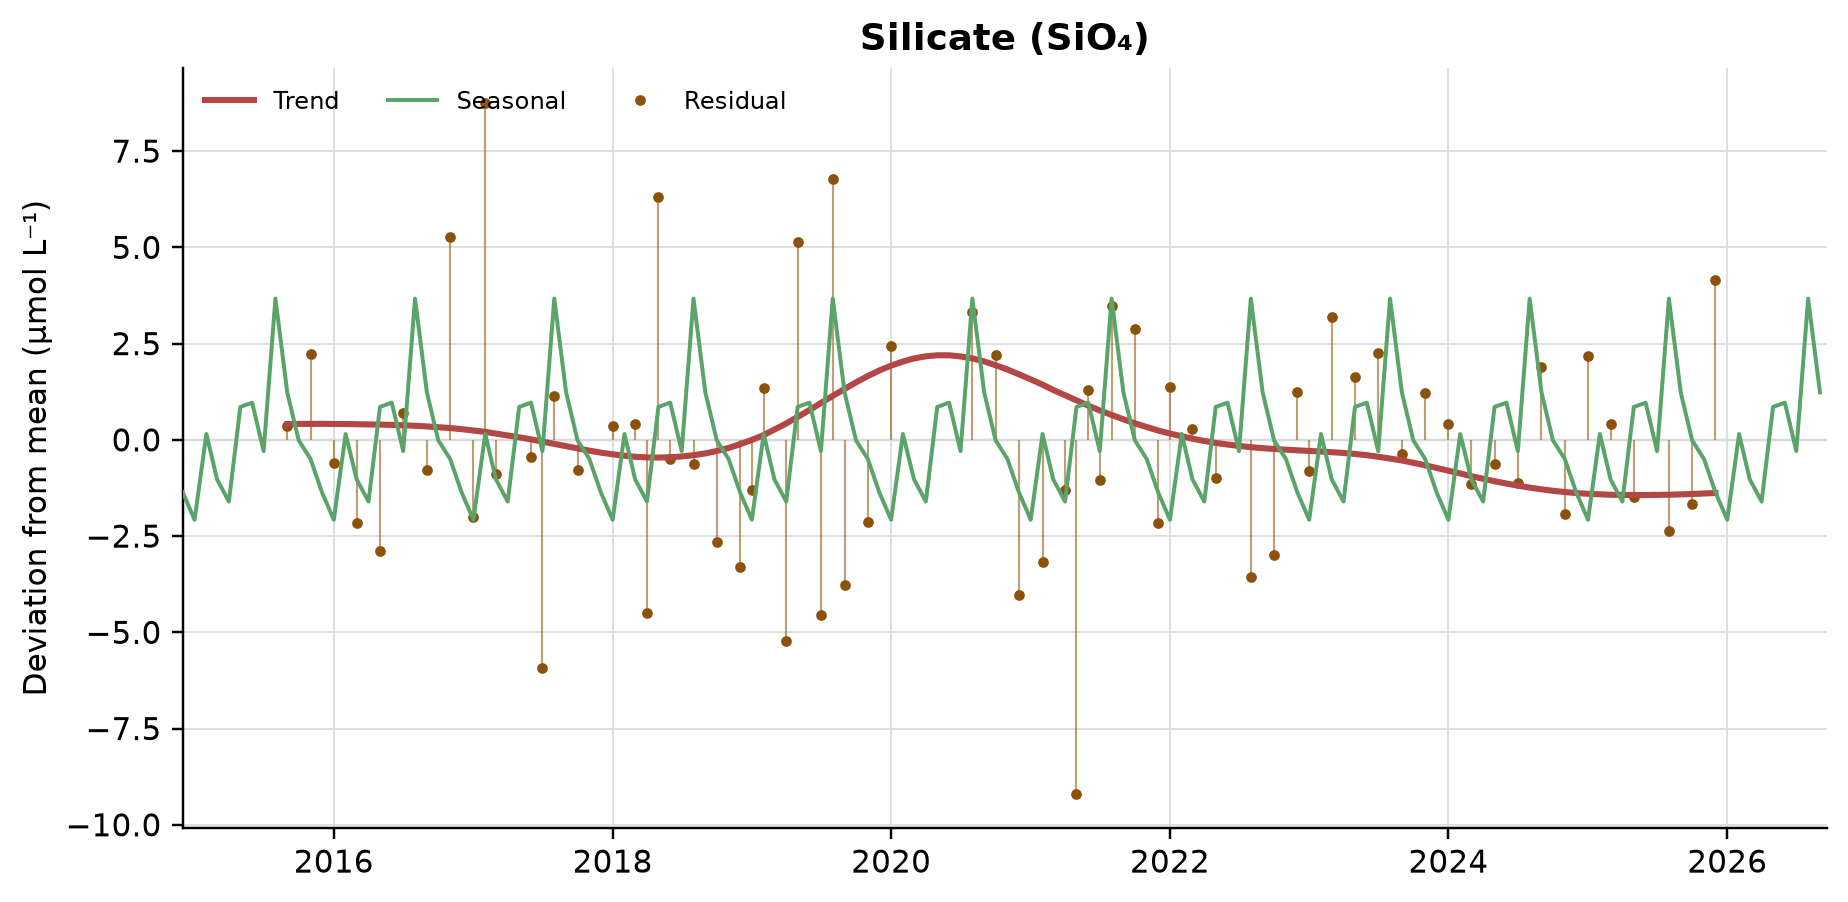 Silicate (SiO₄)
Trend
Seasonal
Residual
Deviation from mean (µmol L⁻¹)
7.5
5.0
2.5
0.0
−2.5
−5.0
−7.5
−10.0
2016
2018
2020
2022
2024
2026